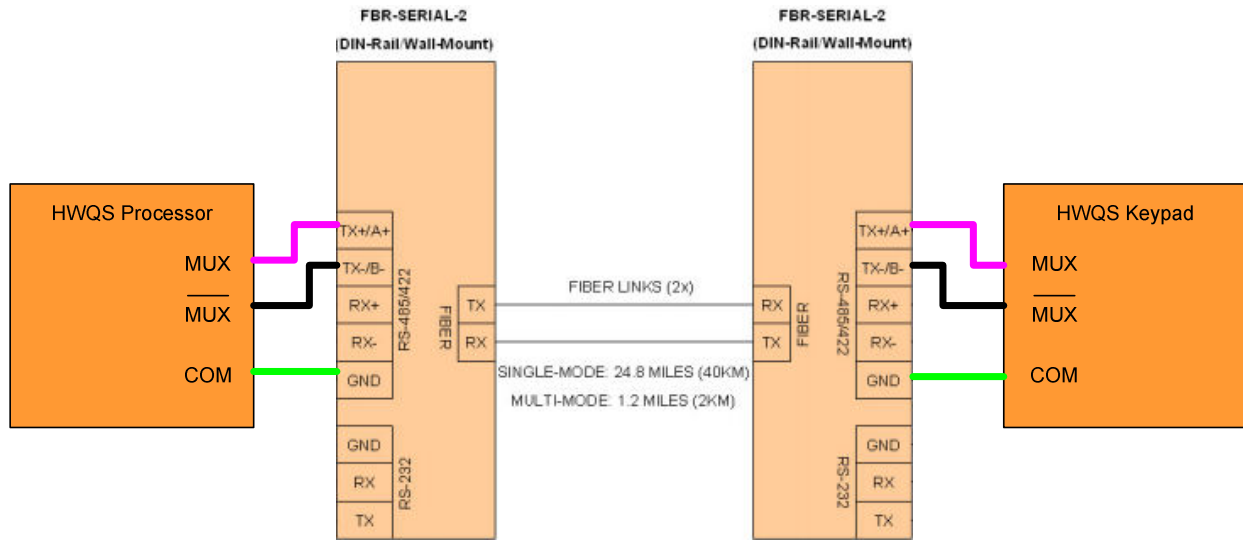 FBR-SERIAL-2
(DIN-Rail/Wall-Mount)
FBR-SERIAL-2
(DIN-Rail/Wall-Mount)
HWQS Processor
MUX
MUX
COM
TX+/A+
TX-/B-
RX+
RX-
GND
RS-485/422
GND
RX
TX
RS-232
FIBER
TX
RX
FIBER LINKS (2x)
SINGLE-MODE: 24.8 MILES (40KM)
MULTI-MODE: 1.2 MILES (2KM)
RX
TX
FIBER
TX+/A+
TX-/B-
RX+
RX-
GND
RS-485/422
GND
RX
TX
RS-232
HWQS Keypad
MUX
MUX
COM